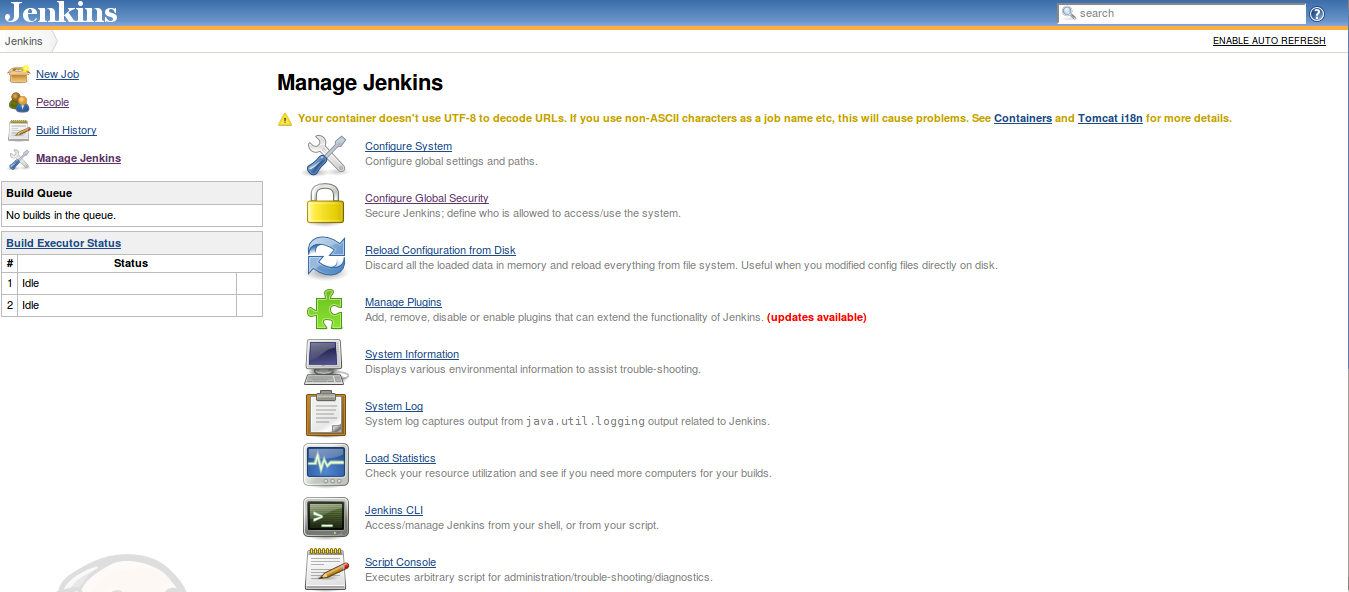 Jenkins
search
Jenkins
ENABLE AUTO REFRESH
New Job
People
Build History
Manage Jenkins
Build Queue
No builds in the queue.
Build Executor Status
# Status
1 Idle
2 Idle
Manage Jenkins
Your container doesn't use UTF-8 to decode URLs. If you use non-ASCII characters as a job name etc, this will cause problems. See Containers and Tomcat i18n for more details.
Configure System
Configure global settings and paths.
Configure Global Security
Secure Jenkins; define who is allowed to access/use the system.
Reload Configuration from Disk
Discard all the loaded data in memory and reload everything from file system. Useful when you modified config files directly on disk.
Manage Plugins
Add, remove, disable or enable plugins that can extend the functionality of Jenkins. (updates available)
System Information
Displays various environmental information to assist trouble-shooting.
System Log
System log captures output from java.util.logging output related to Jenkins.
Load Statistics
Check your resource utilization and see if you need more computers for your builds.
Jenkins CLI
Access/manage Jenkins from your shell, or from your script.
Script Console
Executes arbitrary script for administration/trouble-shooting/diagnostics.